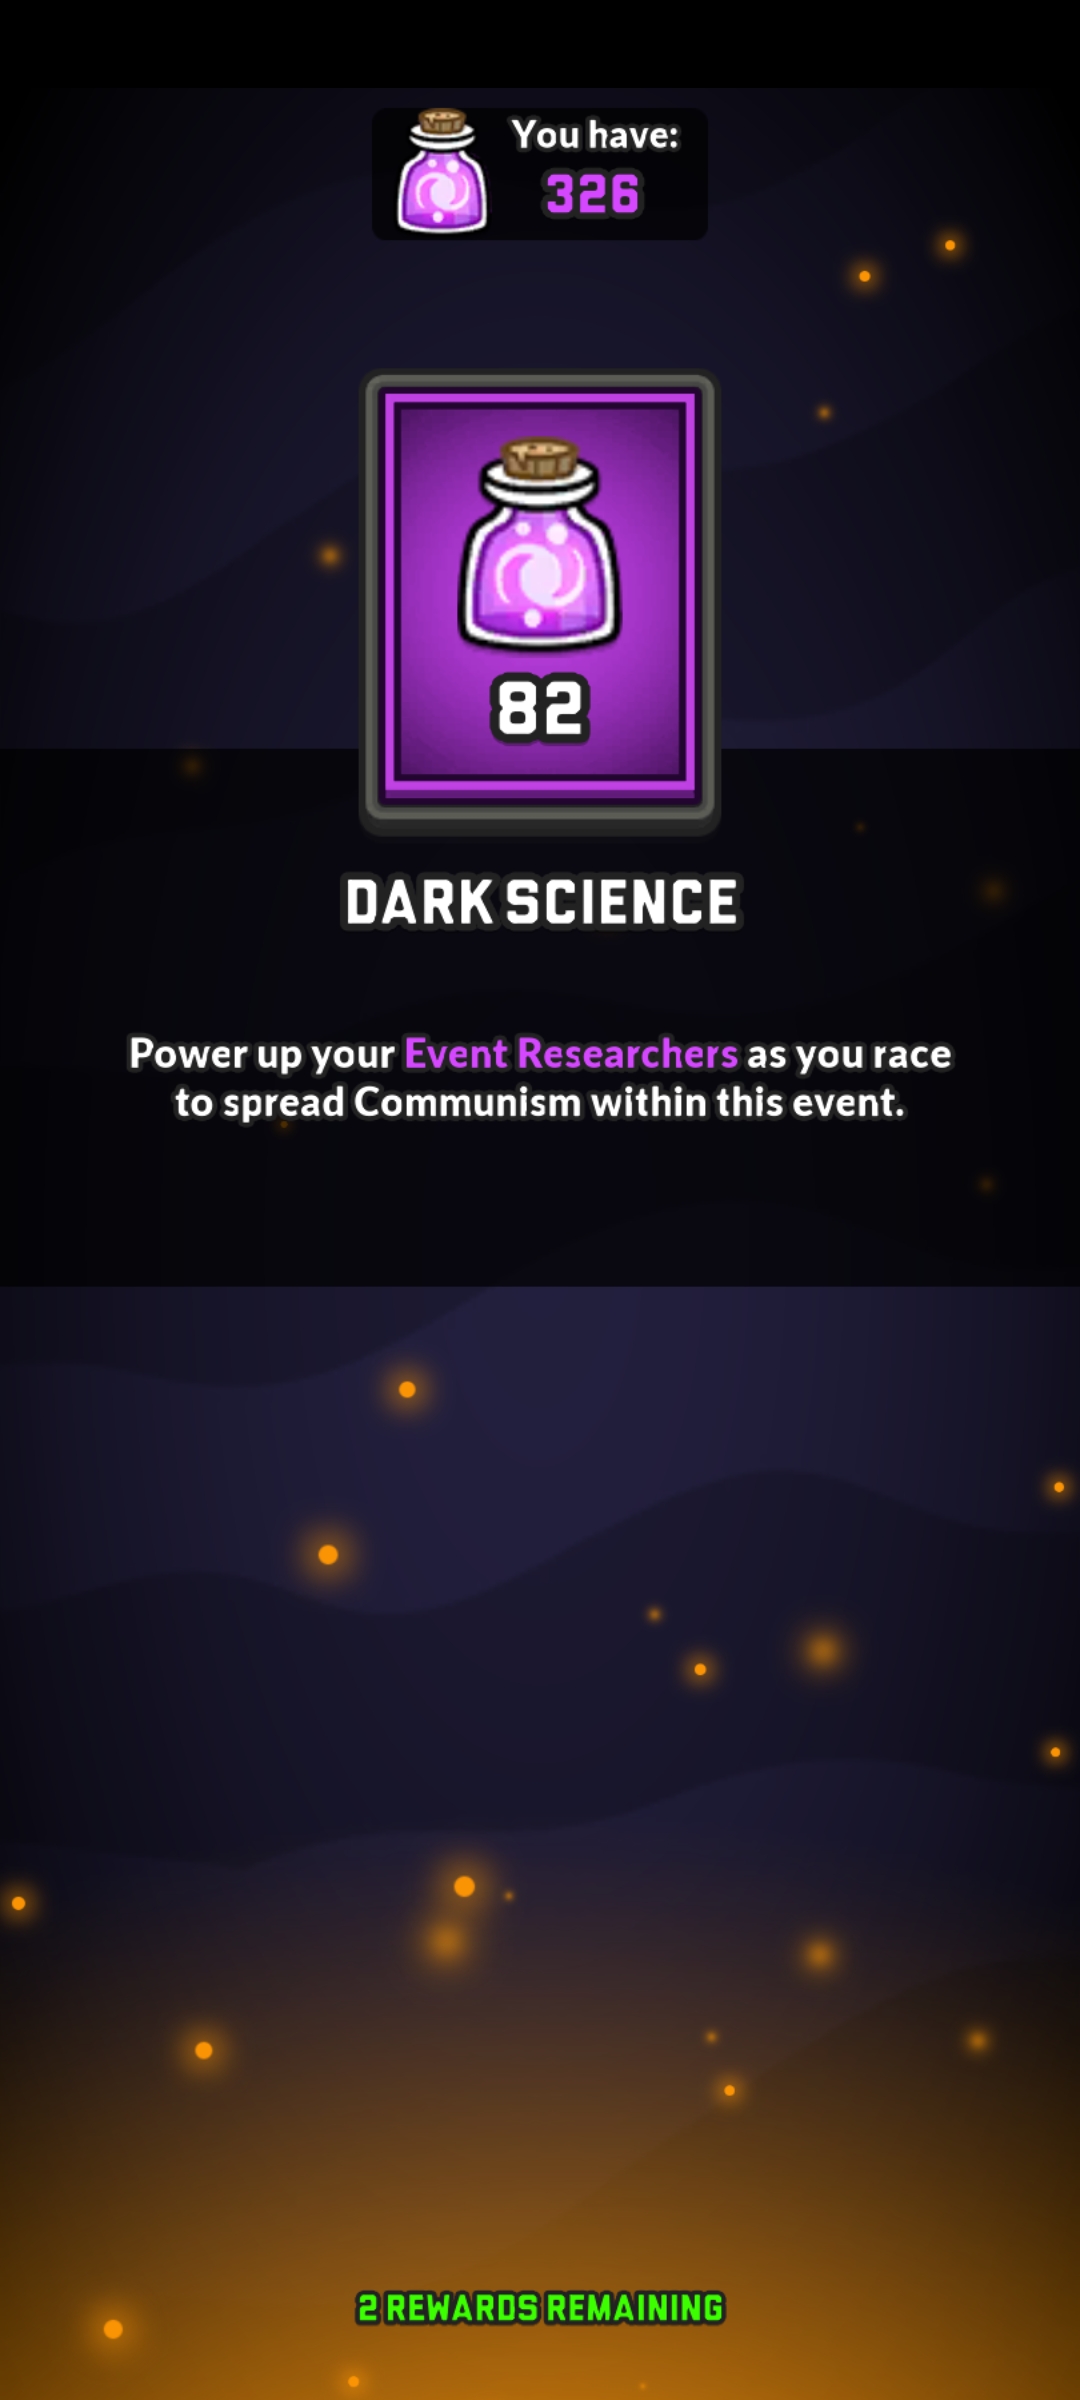 You have:
326
82
DARK SCIENCE
Power up your Event Researchers as you race
to spread Communism within this event.
2 REWARDS REMAINING